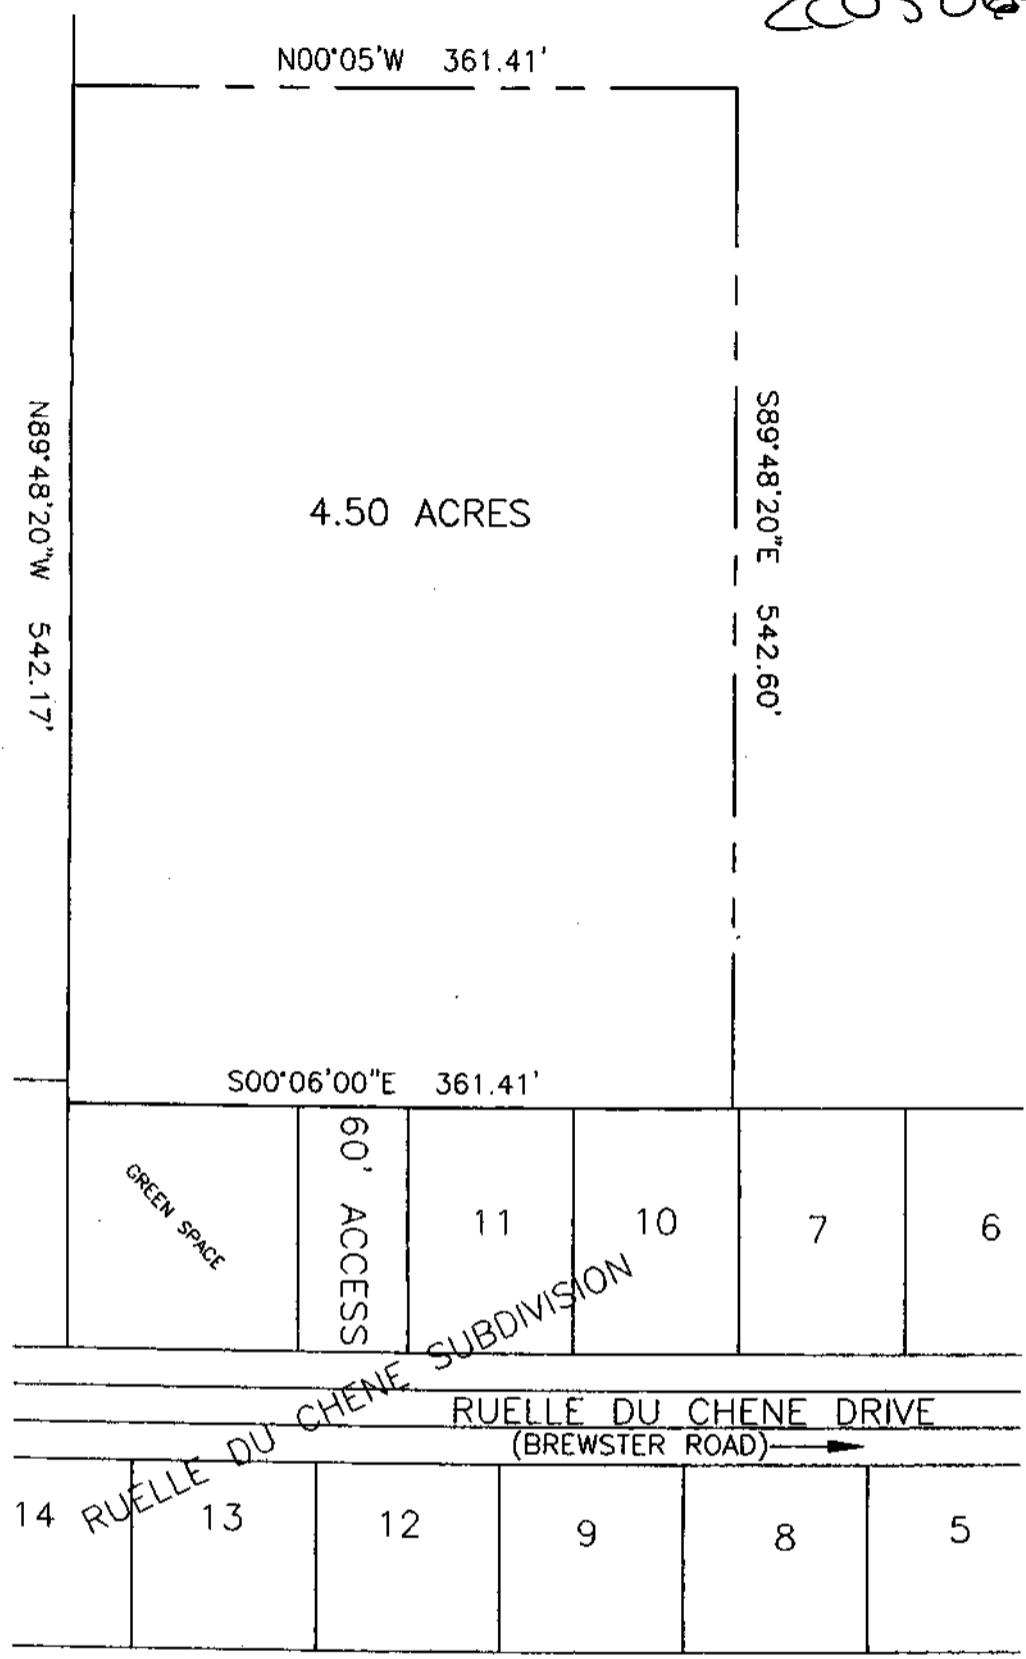 N00°05'W 361.41'
N89°48'20"W 542.17'
S89°48'20"E 542.60'
4.50 ACRES
S00°06'00"E 361.41'
GREEN SPACE
60' ACCESS
11
10
7
6
RUELLE DU CHENE SUBDIVISION
RUELLE DU CHENE DRIVE
(BREWSTER ROAD)
14
13
12
9
8
5